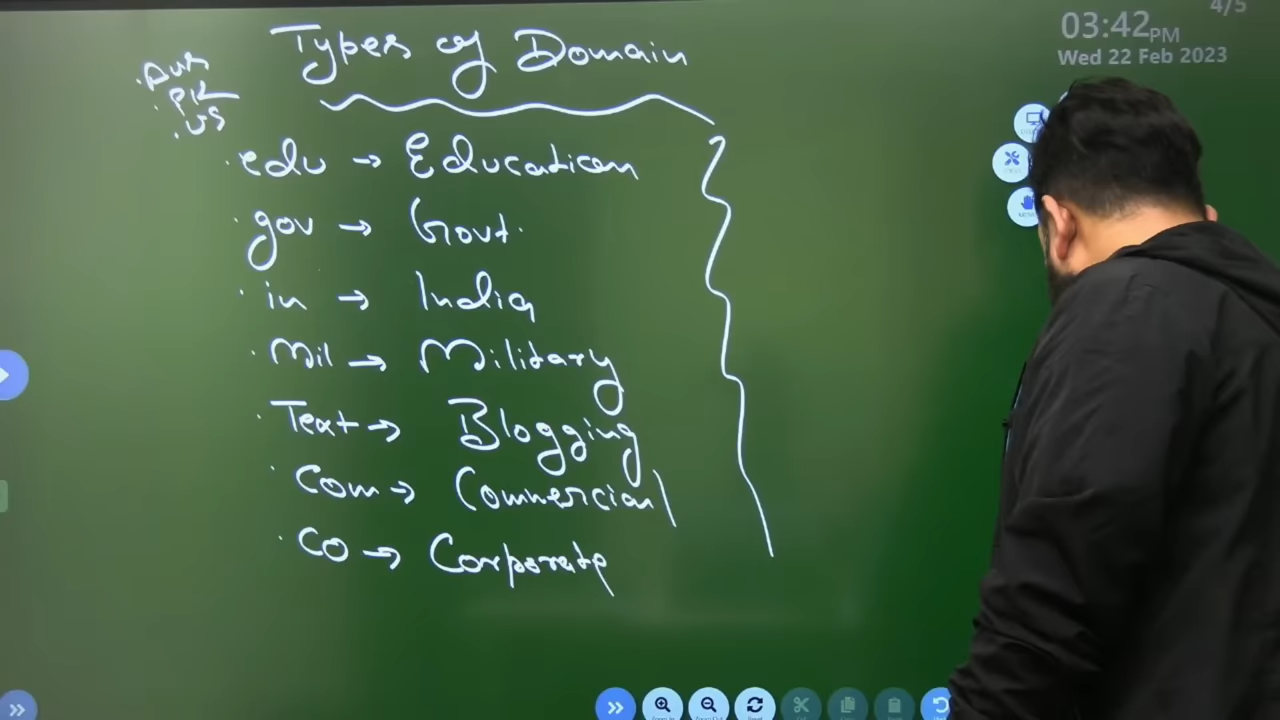 Types of Domain
.Aus
.pk
.us
.edu → Education
.gov → Govt.
.in → India
.Mil → Military
.Text → Blogging
.Com → Commercial
.CO → Corporate
4/5
03:42PM
Wed 22 Feb 2023